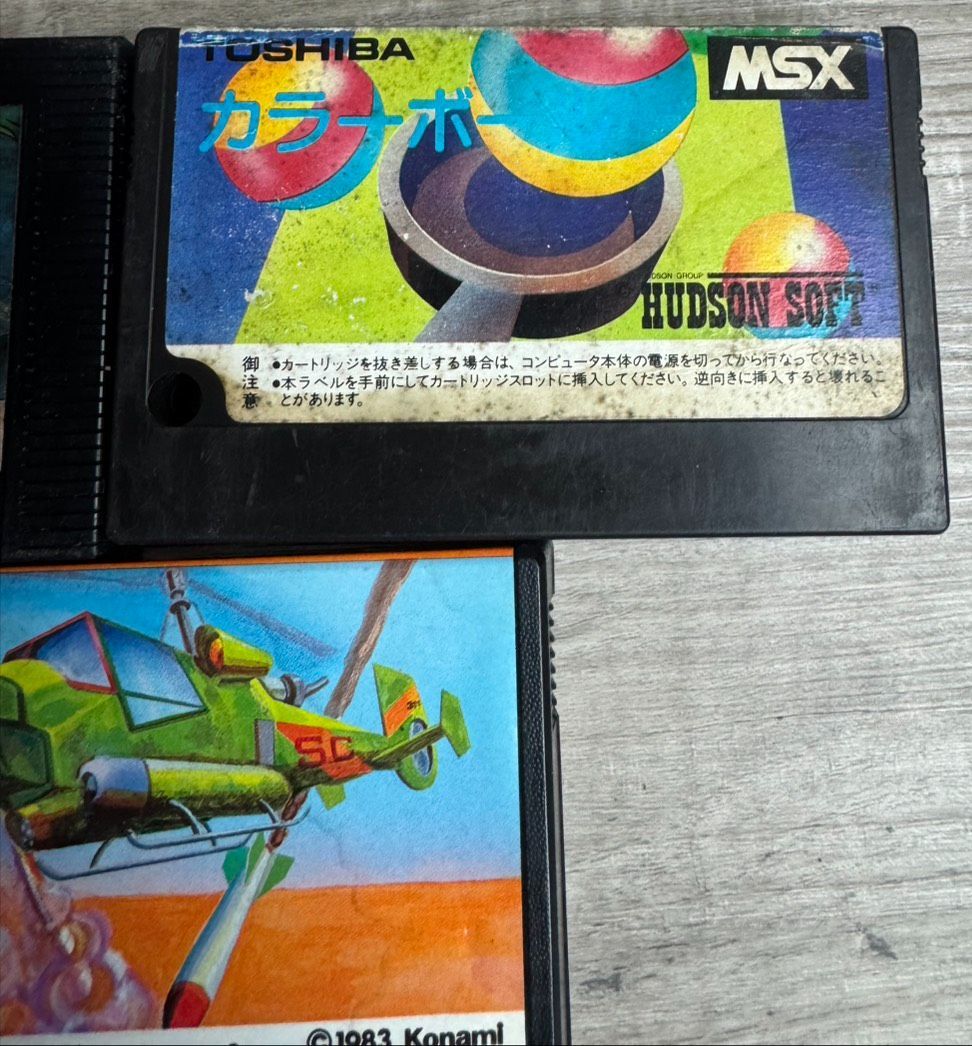 TOSHIBA
MSX
カラーボー
HUDSON GROUP
HUDSON SOFT
御注意
●カートリッジを抜き差しする場合は、コンピュータ本体の電源を切ってから行なってください。
●本ラベルを手前にしてカートリッジスロットに挿入してください。逆向きに挿入すると壊れるこ
とがあります。
SC
©1983 Konami